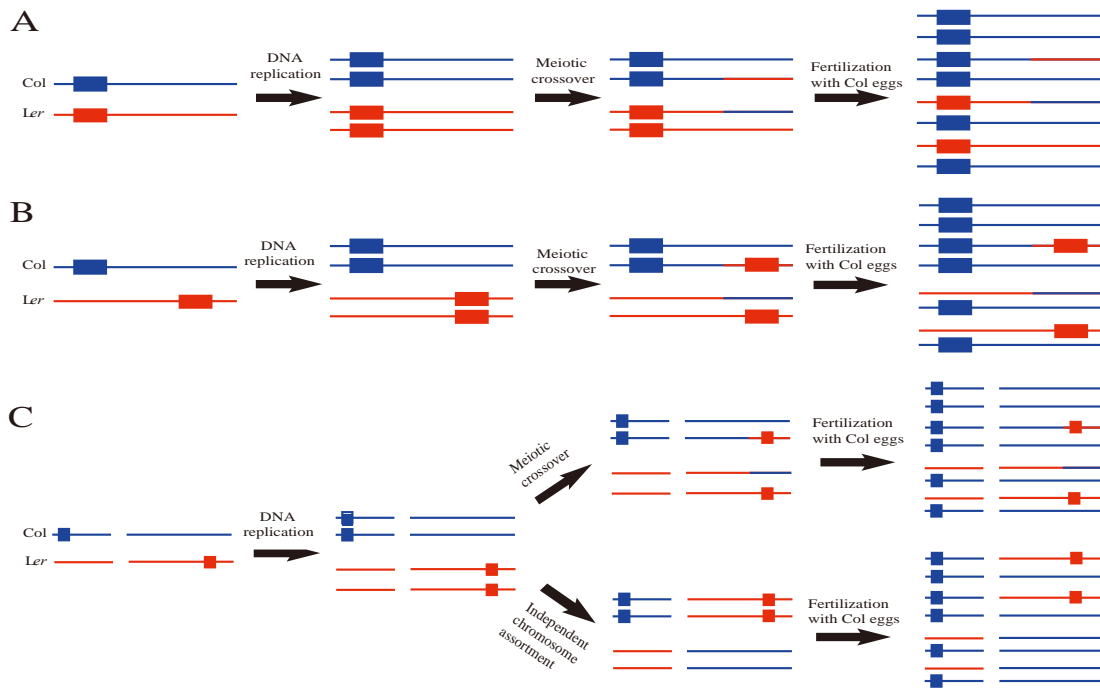 A
Col
Ler
DNA
replication
Meiotic
crossover
Fertilization
with Col eggs
B
Col
Ler
DNA
replication
Meiotic
crossover
Fertilization
with Col eggs
C
Col
Ler
DNA
replication
Meiotic
crossover
Fertilization
with Col eggs
Independent
chromosome
assortment
Fertilization
with Col eggs